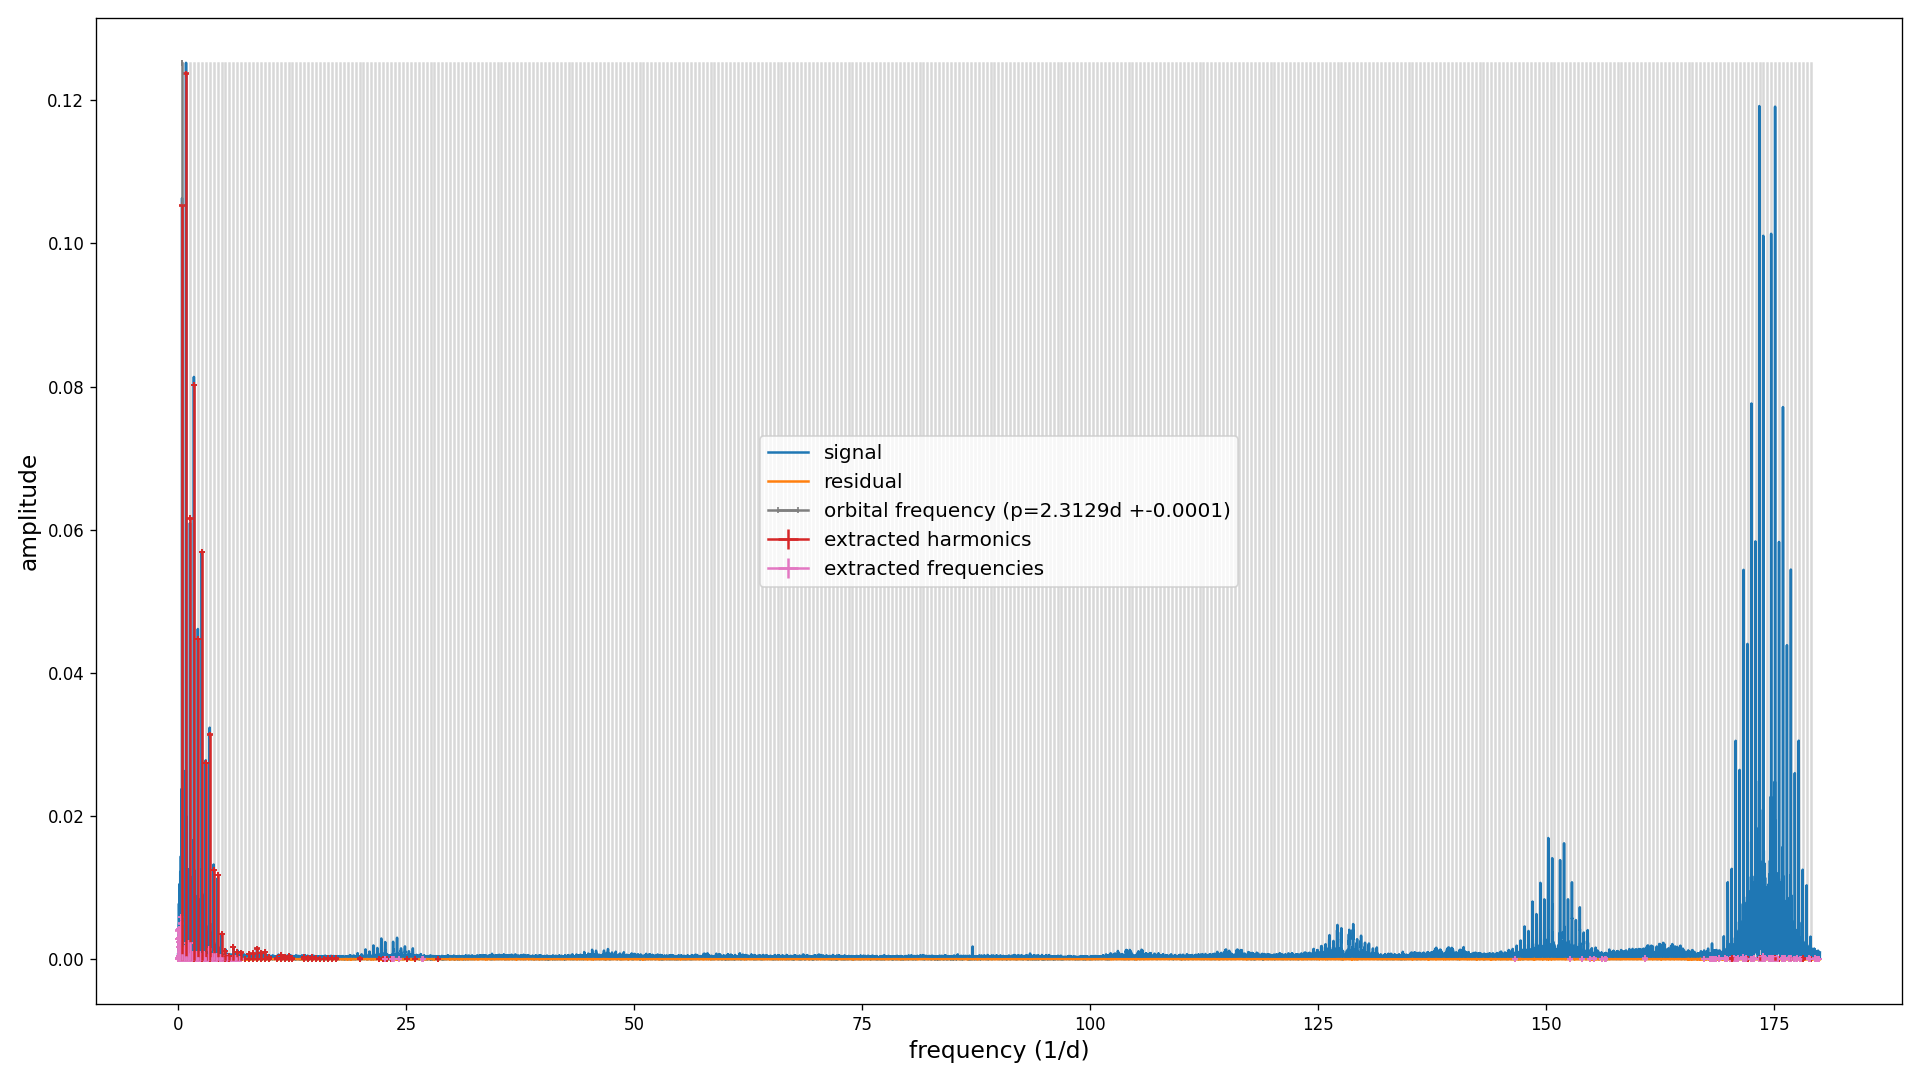 0.12
0.10
0.08
0.06
0.04
0.02
0.00
amplitude
signal
residual
orbital frequency (p=2.3129d +-0.0001)
extracted harmonics
extracted frequencies
0 25 50 75 100 125 150 175
frequency (1/d)